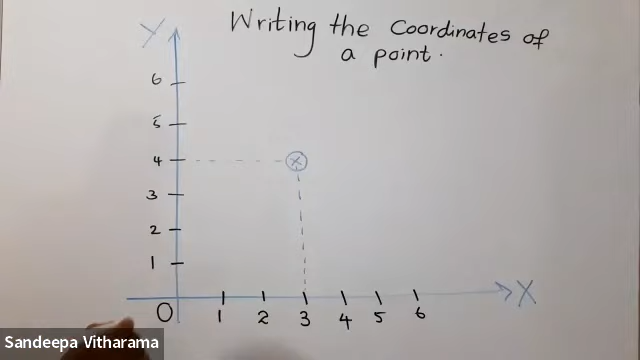 Writing the Coordinates of
a point.
Y
6
5
4
3
2
1
O
1 2 3 4 5 6
X
Sandeepa Vitharama